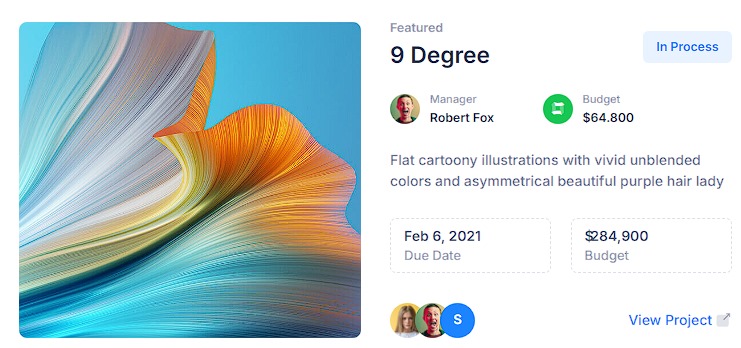 Featured
9 Degree
In Process
Manager
Robert Fox
Budget
$64.800
Flat cartoony illustrations with vivid unblended
colors and asymmetrical beautiful purple hair lady
Feb 6, 2021
Due Date
$284,900
Budget
S
View Project